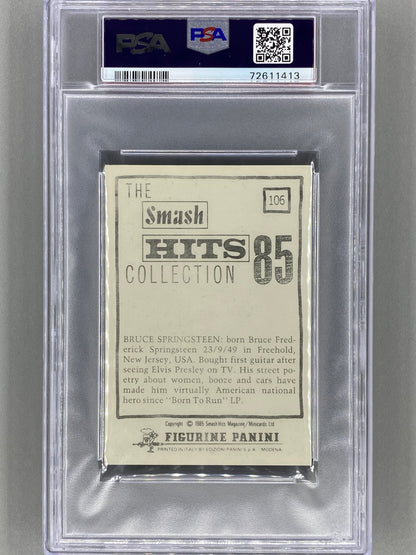 PSA
PSA
72611413
THE
Smash
HITS
85
COLLECTION
106
BRUCE SPRINGSTEEN: born Bruce Fred-
erick Springsteen 23/9/49 in Freehold,
New Jersey, USA. Bought first guitar after
seeing Elvis Presley on TV. His street po-
etry about women, booze and cars have
made him virtually American national
hero since "Born To Run" LP.
Copyright © 1985 Smash Hits Magazine/Minicards Ltd
FIGURINE PANINI
PRINTED IN ITALY BY EDIZIONI PANINI S.p.A. - MODENA